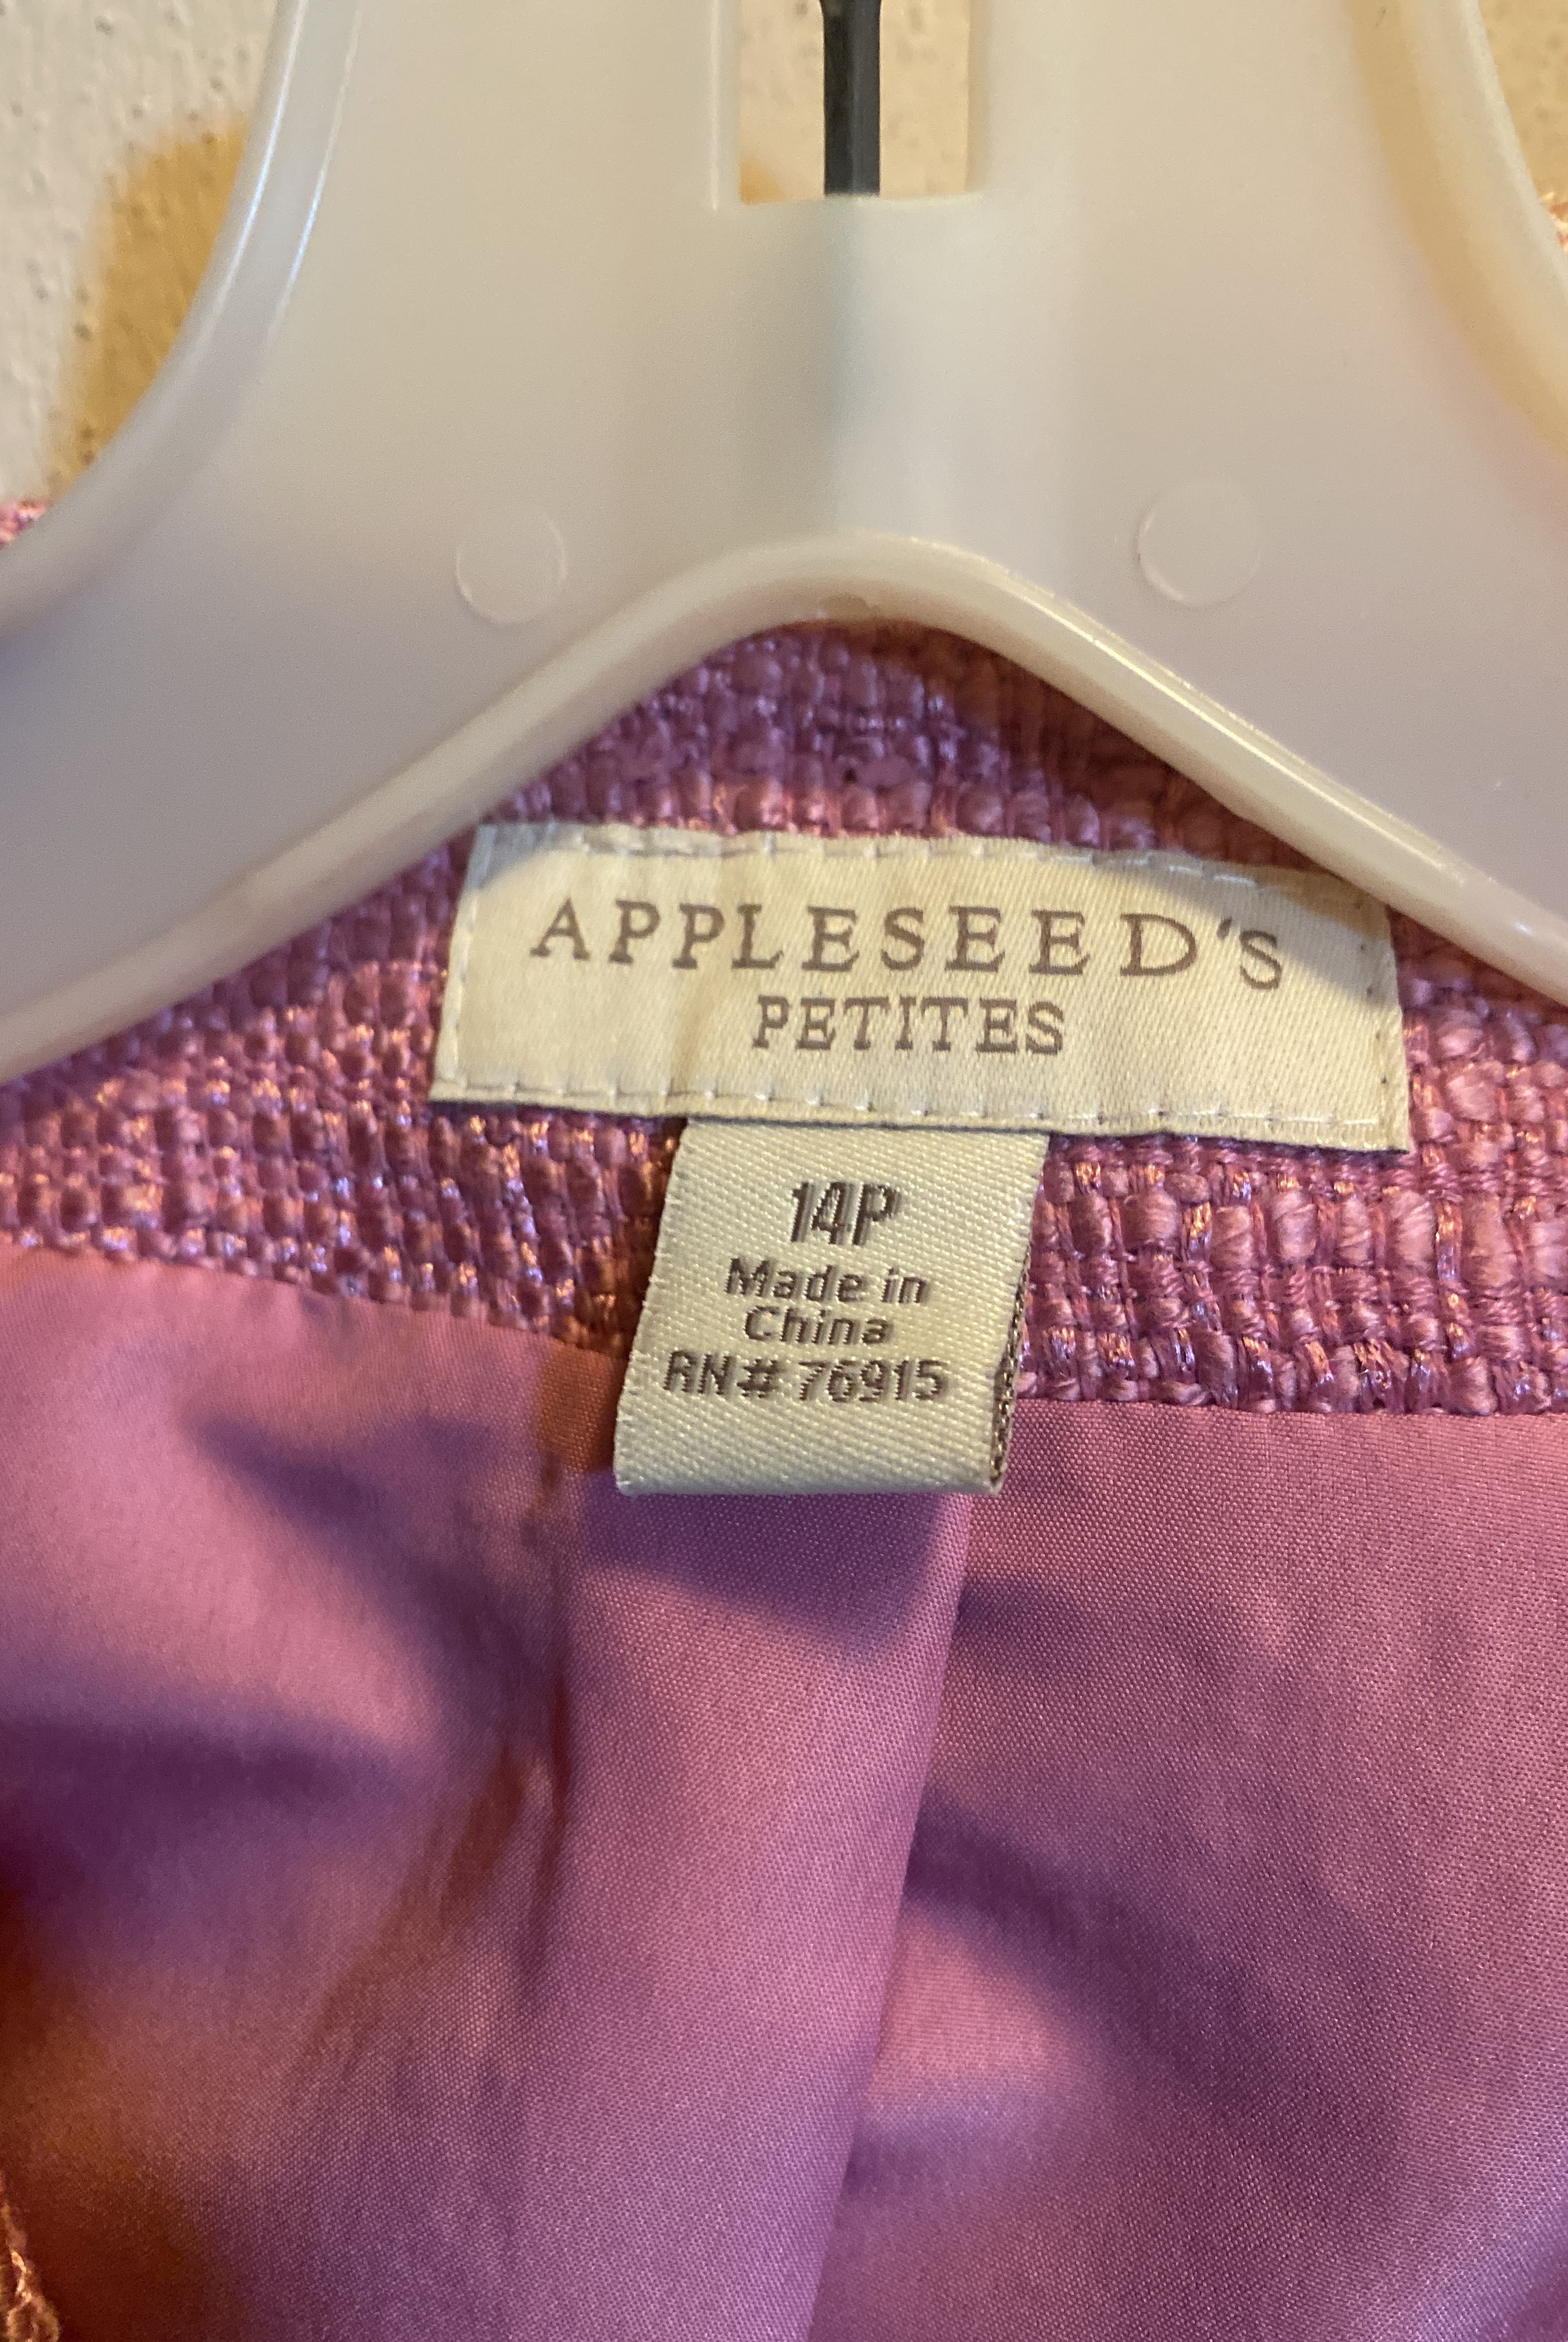 APPLESEED'S
PETITES
14P
Made in
China
RN# 76915